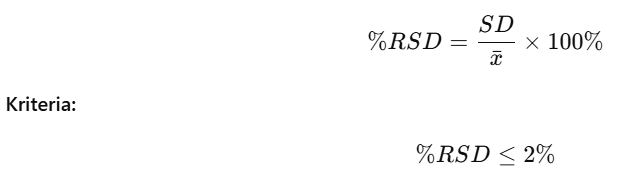 %RSD = SD / x̄ × 100%
Kriteria:
%RSD ≤ 2%